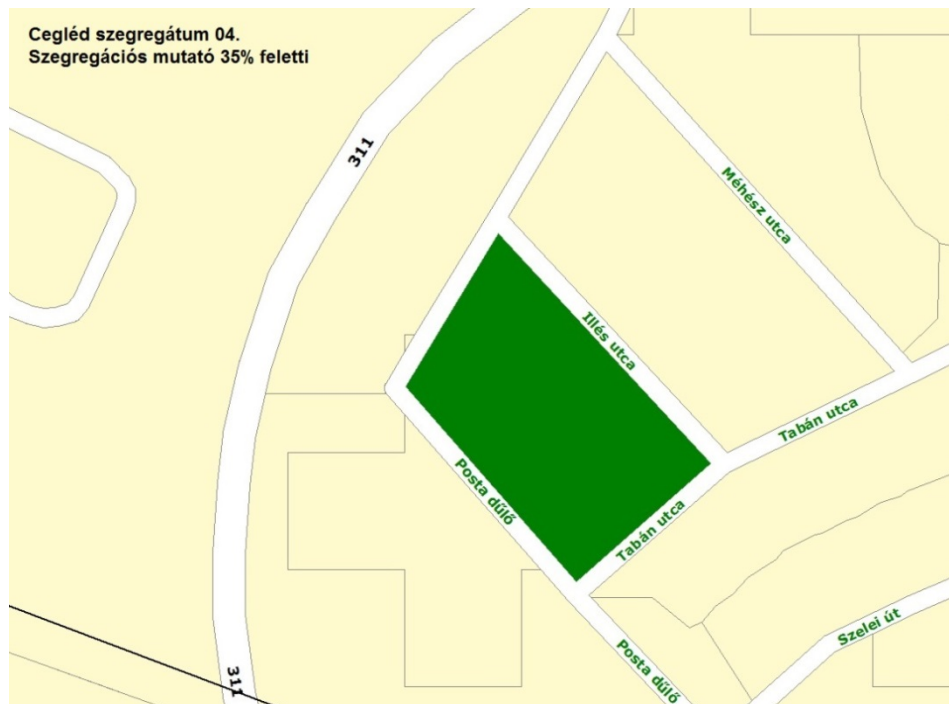 Cegléd szegregátum 04.
Szegregációs mutató 35% feletti
311
Méhész utca
Illés utca
Tabán utca
Posta dűlő
Tabán utca
Szelei út
Posta dűlő
311